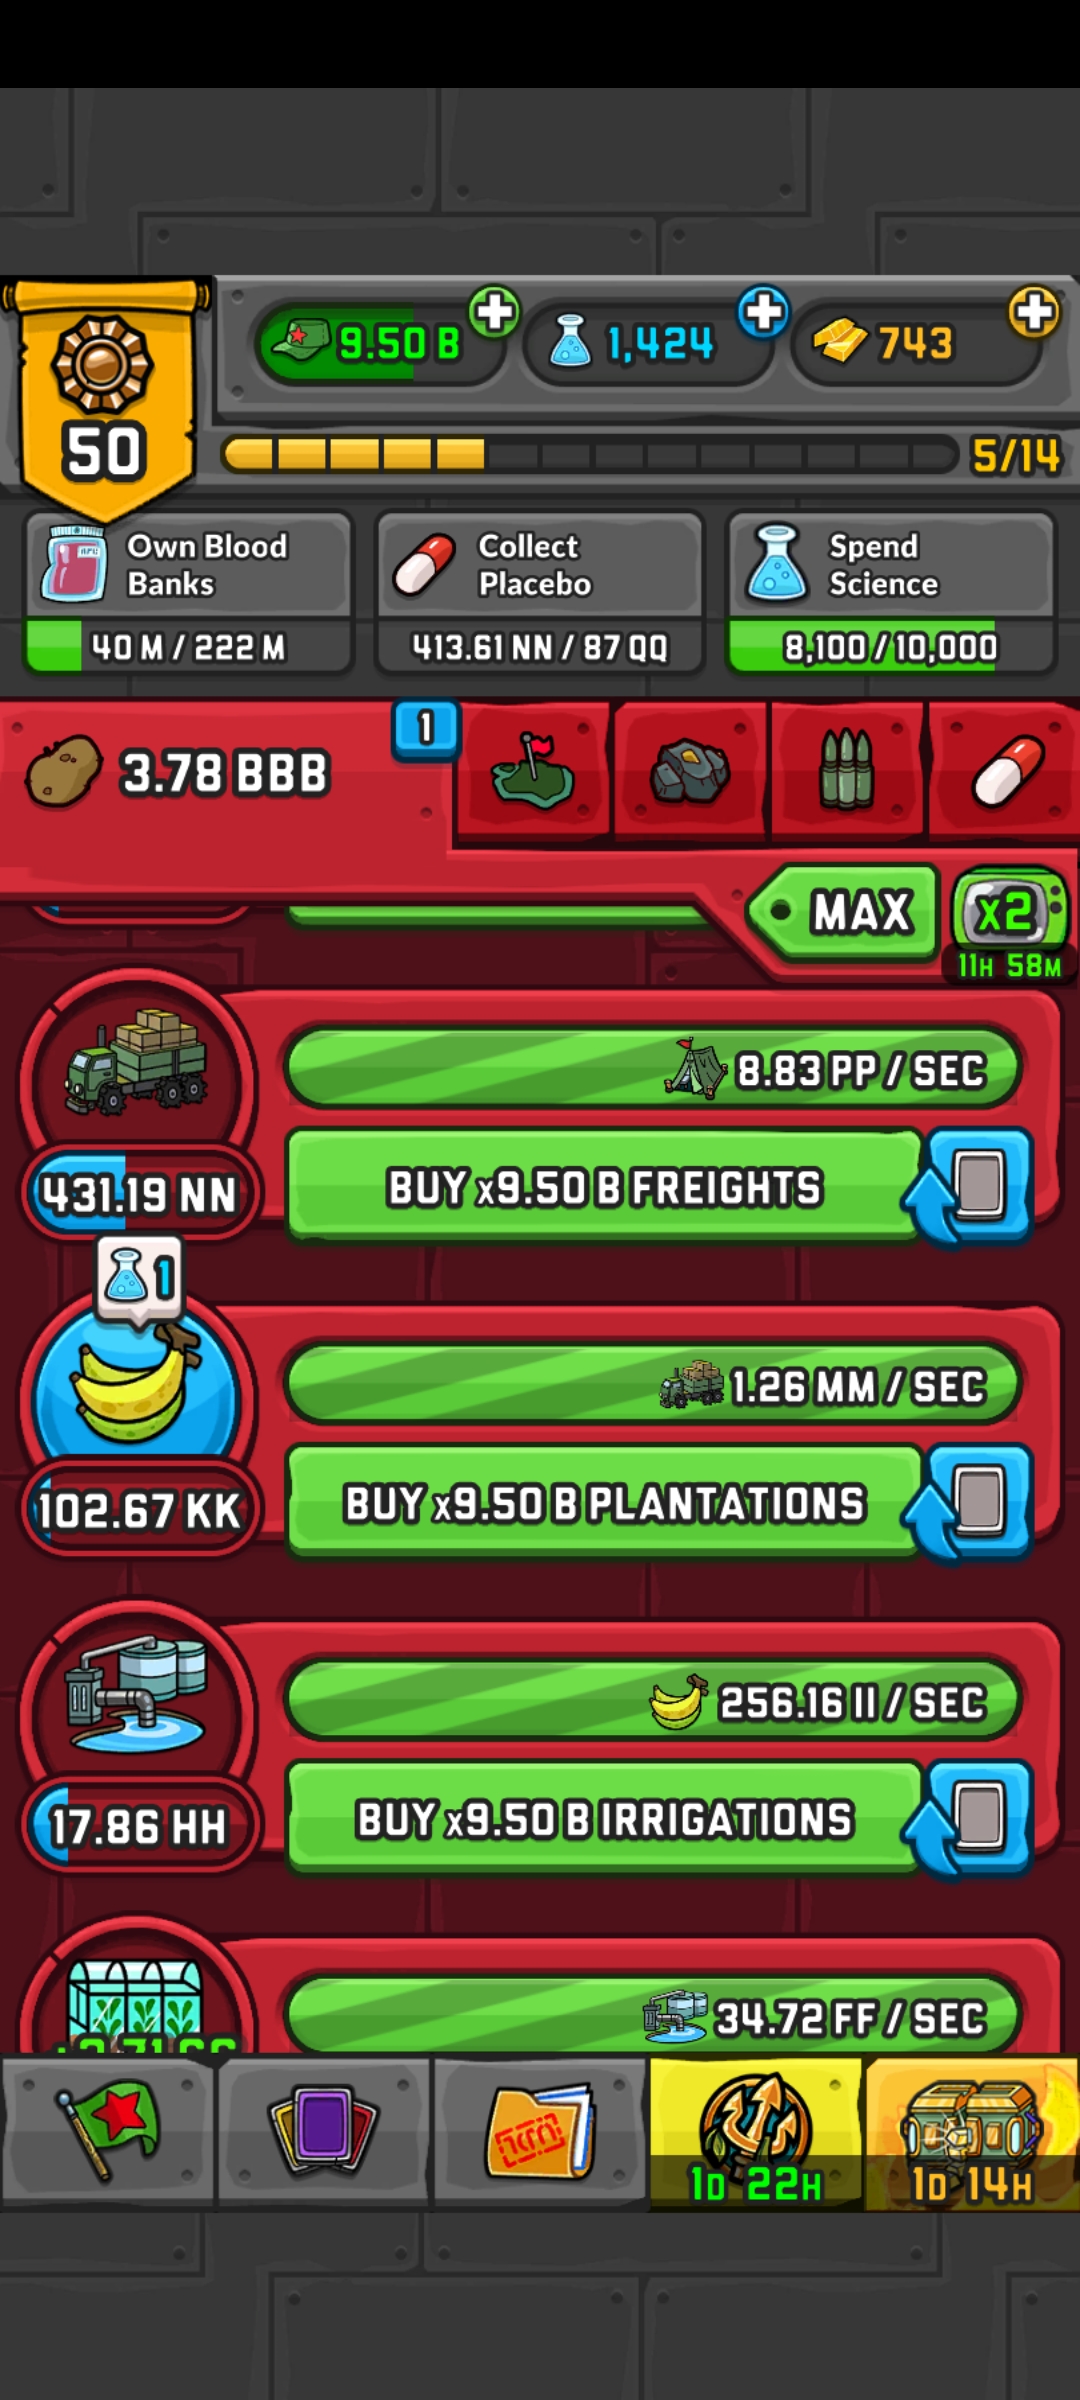 9.50 B
1,424
743
50
5/14
Own Blood
Banks
40 M / 222 M
Collect
Placebo
413.61 NN / 87 QQ
Spend
Science
8,100 / 10,000
3.78 BBB
1
MAX
x2
11H 58M
8.83 PP / SEC
431.19 NN
BUY x9.50 B FREIGHTS
1
1.26 MM / SEC
102.67 KK
BUY x9.50 B PLANTATIONS
256.16 II / SEC
17.86 HH
BUY x9.50 B IRRIGATIONS
34.72 FF / SEC
1D 22H
1D 14H